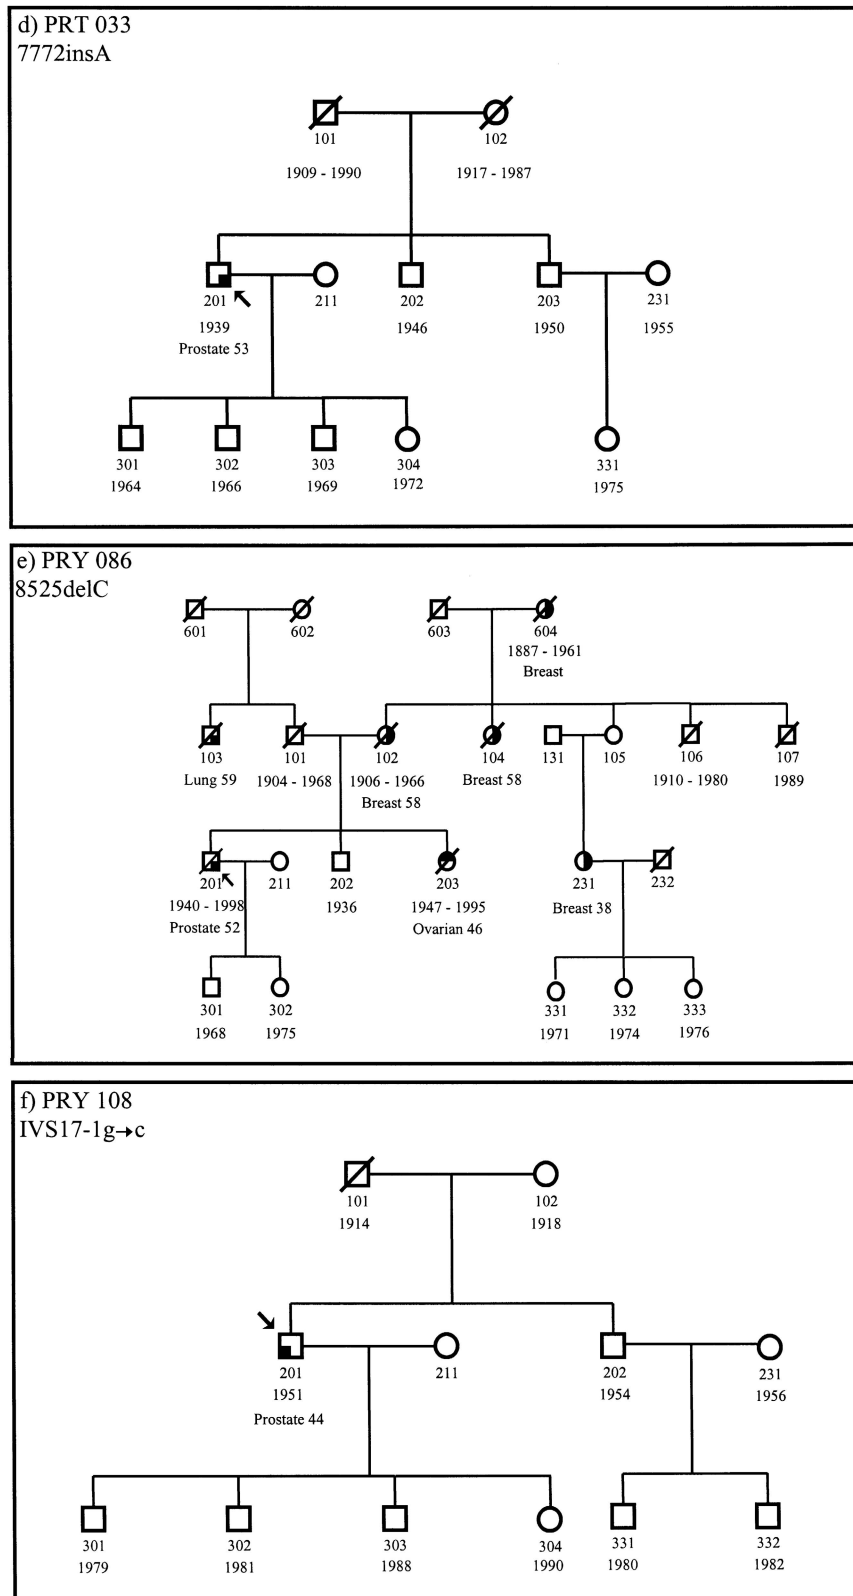 d) PRT 033
7772insA
101 102
1909 - 1990 1917 - 1987
201 211 202 203 231
1939 1946 1950 1955
Prostate 53
301 302 303 304 331
1964 1966 1969 1972 1975
e) PRY 086
8525delC
601 602 603 604
1887 - 1961
Breast
103 101 102 104 131 105 106 107
Lung 59 1904 - 1968 1906 - 1966 Breast 58 1910 - 1980 1989
Breast 58
201 211 202 203 231 232
1940 - 1998 1936 1947 - 1995 Breast 38
Prostate 52 Ovarian 46
301 302 331 332 333
1968 1975 1971 1974 1976
f) PRY 108
IVS17-1g→c
101 102
1914 1918
201 211 202 231
1951 1954 1956
Prostate 44
301 302 303 304 331 332
1979 1981 1988 1990 1980 1982